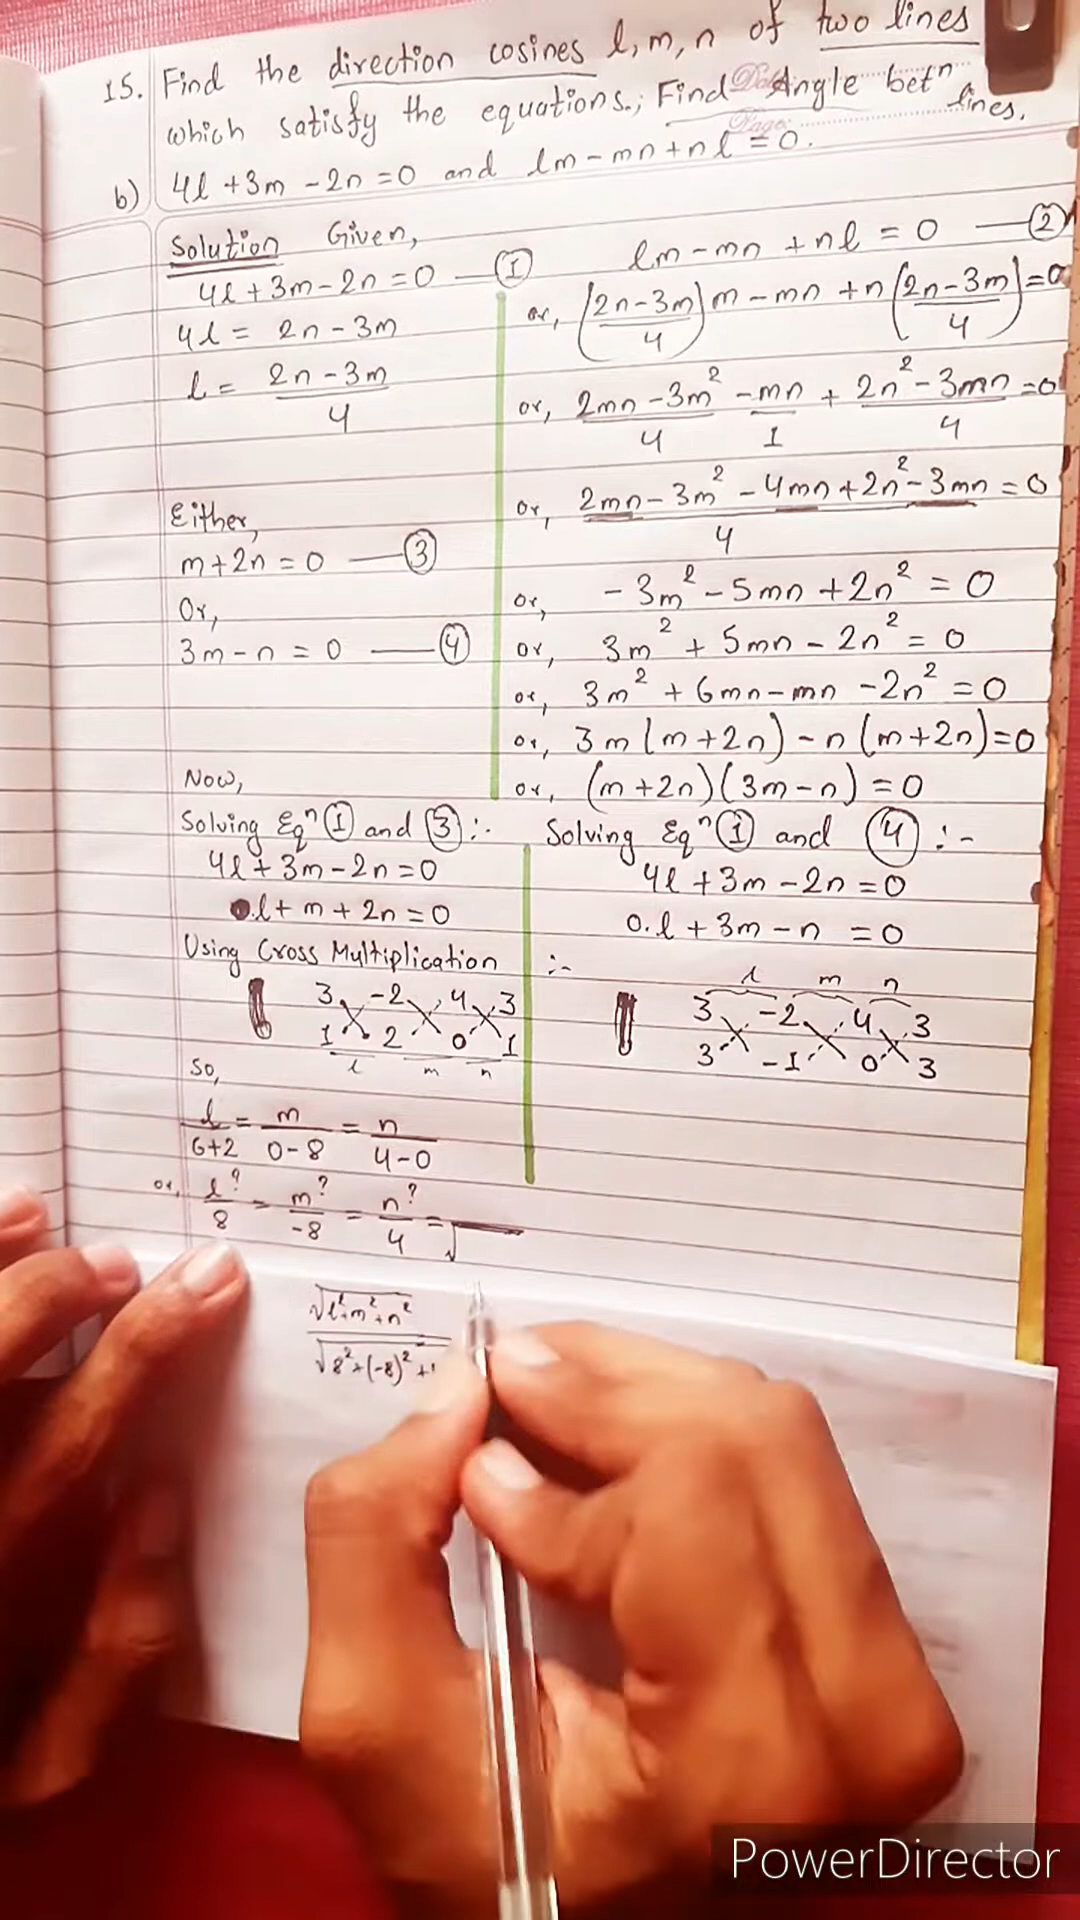 15. Find the direction cosines l, m, n of two lines
which satisfy the equations.; Find Angle betⁿ lines.
b) 4l + 3m - 2n = 0 and lm - mn + nl = 0.
Solution Given,
4l + 3m - 2n = 0 — ①
4l = 2n - 3m
l = (2n - 3m)/4
lm - mn + nl = 0 — ②
or, ((2n - 3m)/4) m - mn + n ((2n - 3m)/4) = 0
or, (2mn - 3m²)/4 - mn/1 + (2n² - 3mn)/4 = 0
or, (2mn - 3m² - 4mn + 2n² - 3mn)/4 = 0
or, - 3m² - 5mn + 2n² = 0
or, 3m² + 5mn - 2n² = 0
or, 3m² + 6mn - mn - 2n² = 0
or, 3m (m + 2n) - n (m + 2n) = 0
or, (m + 2n) (3m - n) = 0
Either,
m + 2n = 0 — ③
Or,
3m - n = 0 — ④
Now,
Solving Eqⁿ ① and ③ :-
4l + 3m - 2n = 0
0.l + m + 2n = 0
Using Cross Multiplication :-
3 -2 4 3
1 2 0 1
l m n
So,
l/(6+2) = m/(0-8) = n/(4-0)
or, l?/8 = m?/-8 = n?/4 = √
√l²+m²+n²
√8²+(-8)²+
Solving Eqⁿ ① and ④ :-
4l + 3m - 2n = 0
0.l + 3m - n = 0
l m n
3 -2 4 3
3 -1 0 3
Page:
PowerDirector